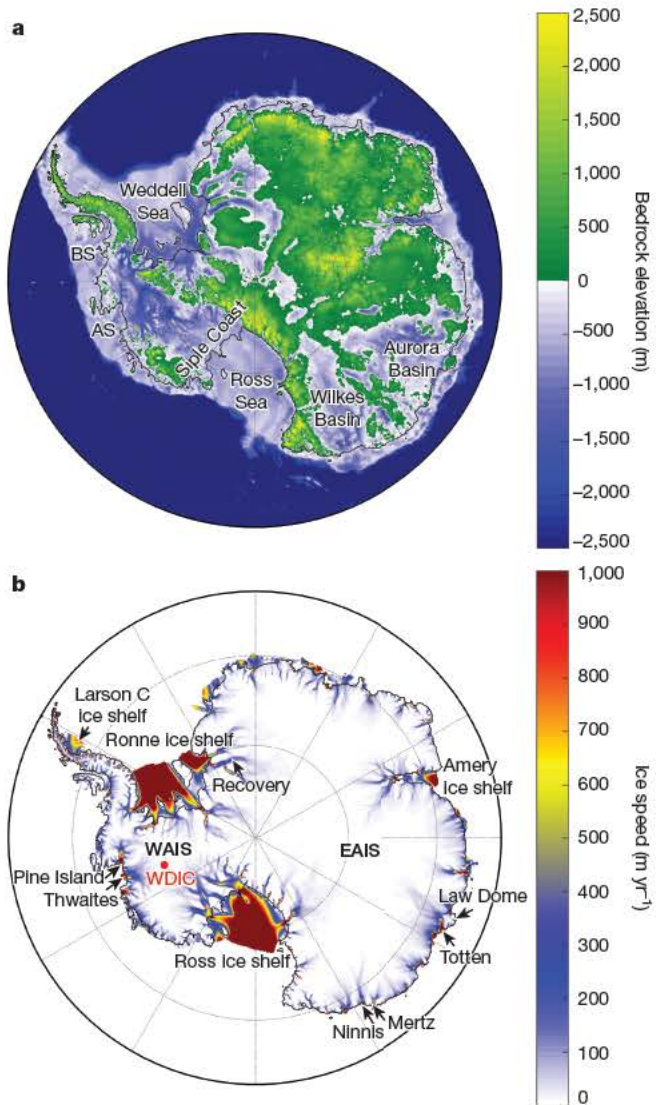 a
Weddell
Sea
BS
AS
Siple Coast
Ross
Sea
Wilkes
Basin
Aurora
Basin
2,500
2,000
1,500
1,000
500
0
−500
−1,000
−1,500
−2,000
−2,500
Bedrock elevation (m)
b
Larson C
ice shelf
Ronne ice shelf
Recovery
Amery
Ice shelf
WAIS
EAIS
WDIC
Pine Island
Thwaites
Law Dome
Ross Ice shelf
Totten
Ninnis
Mertz
1,000
900
800
700
600
500
400
300
200
100
0
Ice speed (m yr⁻¹)